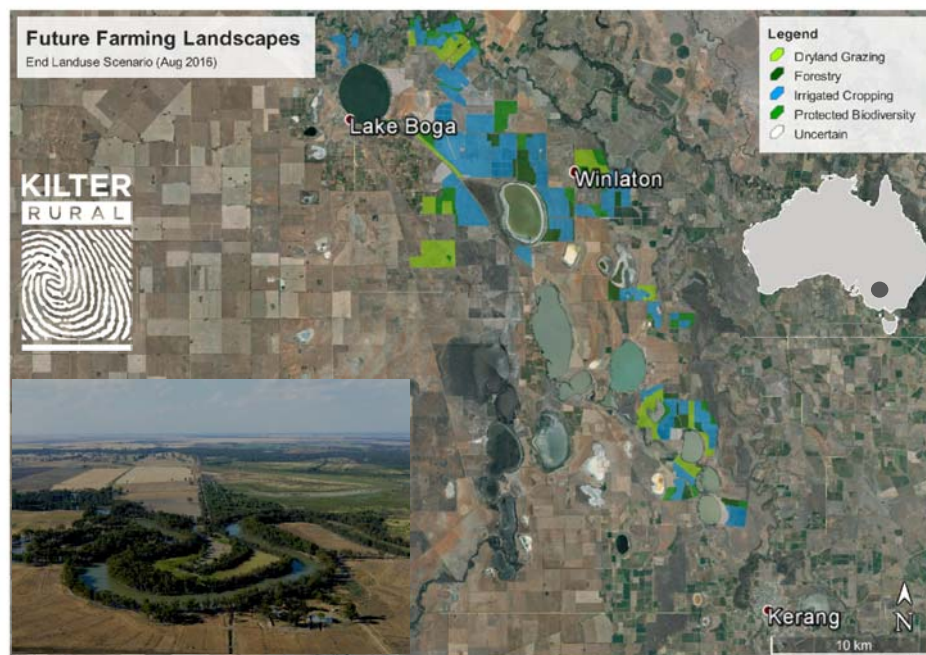 Future Farming Landscapes
End Landuse Scenario (Aug 2016)
Legend
Dryland Grazing
Forestry
Irrigated Cropping
Protected Biodiversity
Uncertain
Lake Boga
Winlaton
KILTER
RURAL
Kerang
N
10 km